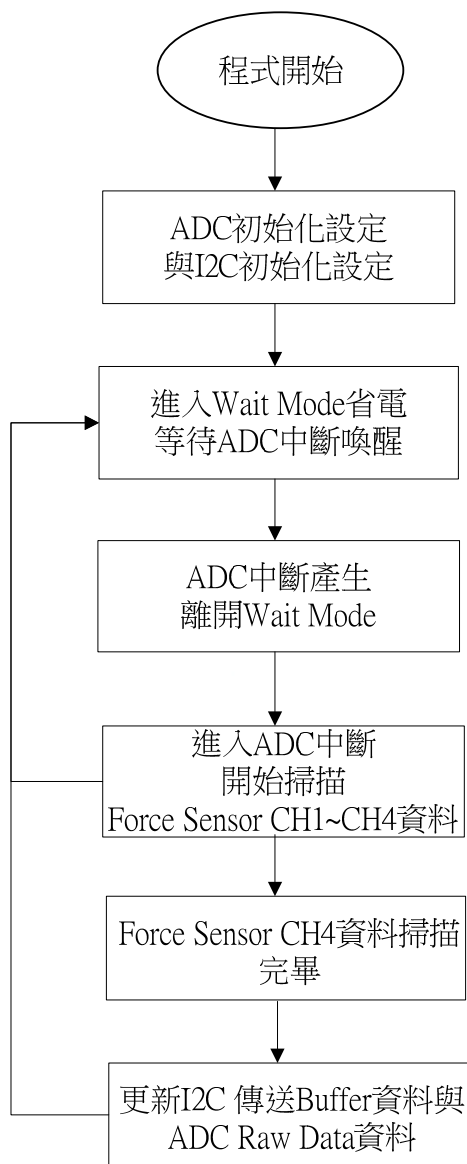 程式開始
ADC初始化設定
與I2C初始化設定
進入Wait Mode省電
等待ADC中斷喚醒
ADC中斷產生
離開Wait Mode
進入ADC中斷
開始掃描
Force Sensor CH1~CH4資料
Force Sensor CH4資料掃描
完畢
更新I2C 傳送Buffer資料與
ADC Raw Data資料